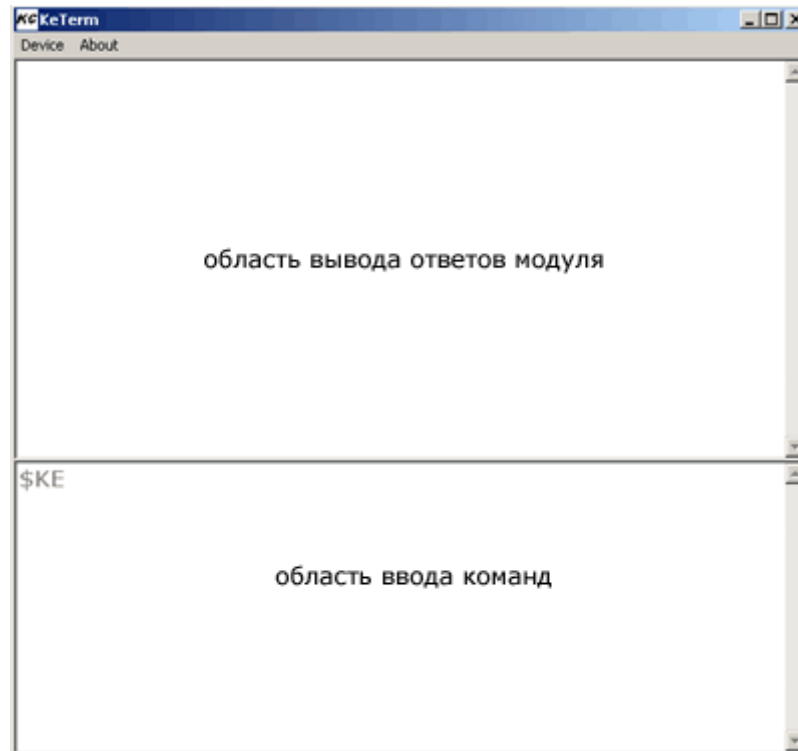 KeTerm
Device About
область вывода ответов модуля
$KE
область ввода команд